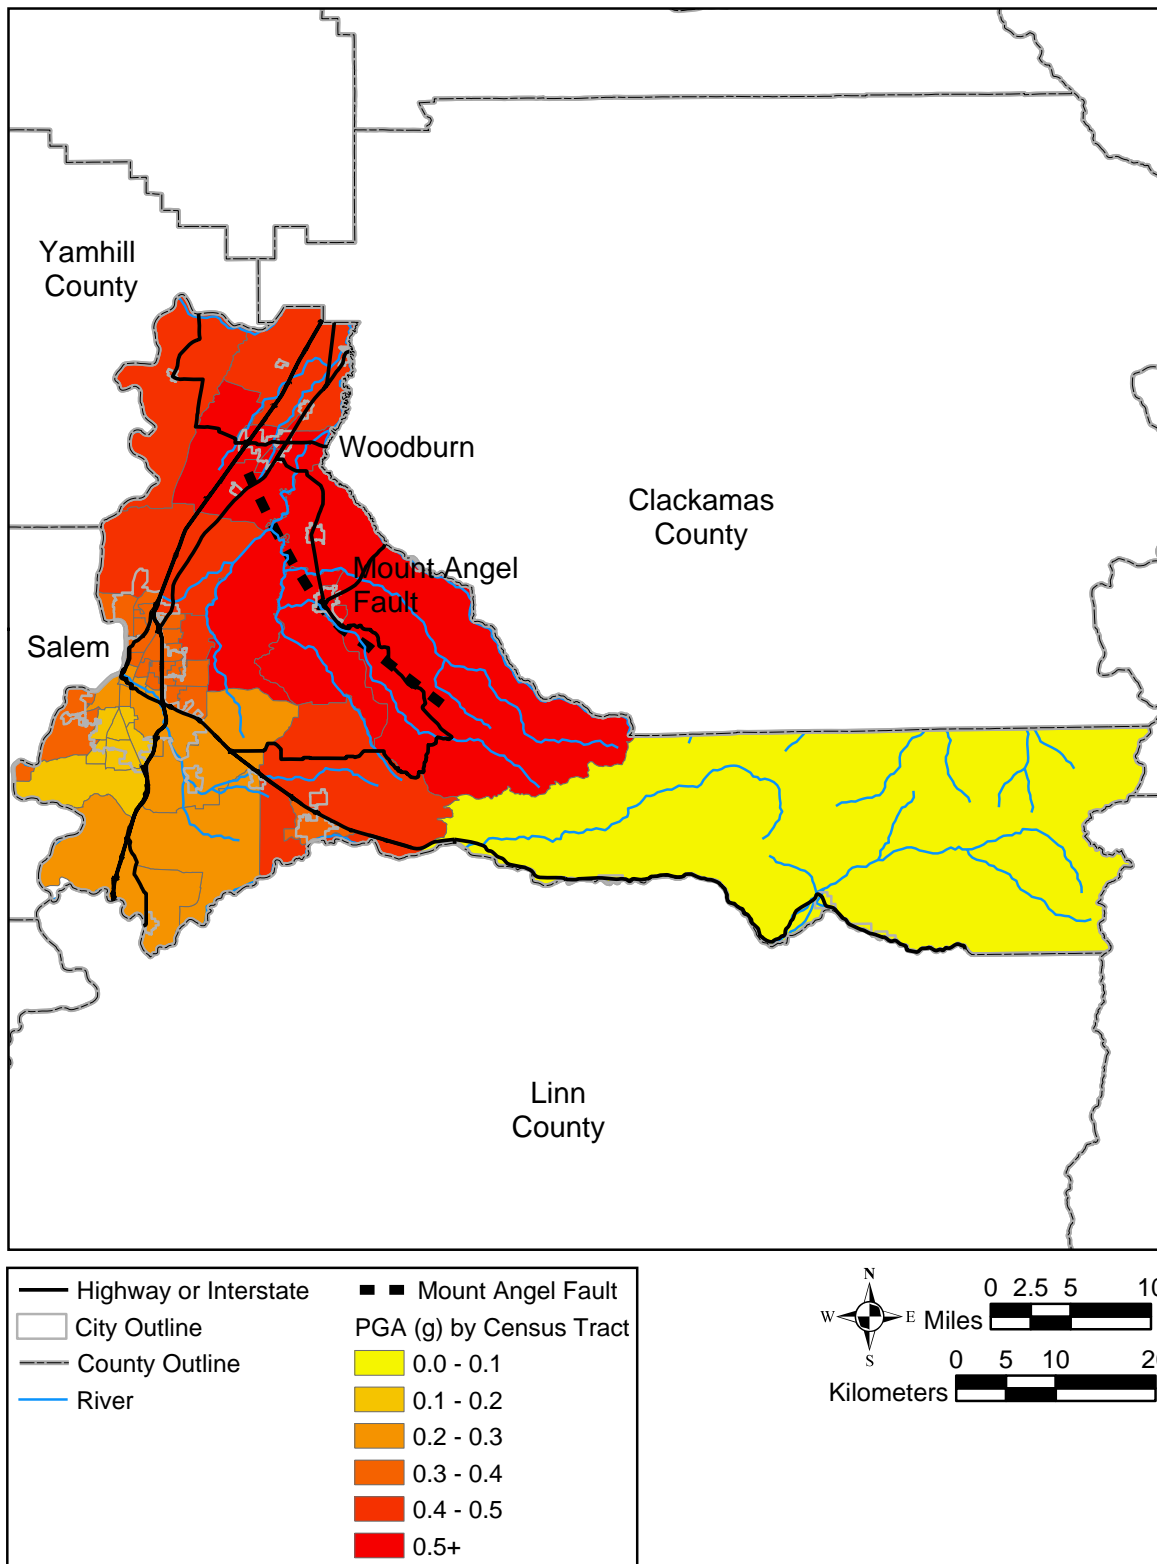 Yamhill
County
Woodburn
Clackamas
County
Mount Angel
Fault
Salem
Linn
County
Highway or Interstate
City Outline
County Outline
River
Mount Angel Fault
PGA (g) by Census Tract
0.0 - 0.1
0.1 - 0.2
0.2 - 0.3
0.3 - 0.4
0.4 - 0.5
0.5+
N
W E
S
0 2.5 5 10
Miles
0 5 10
Kilometers